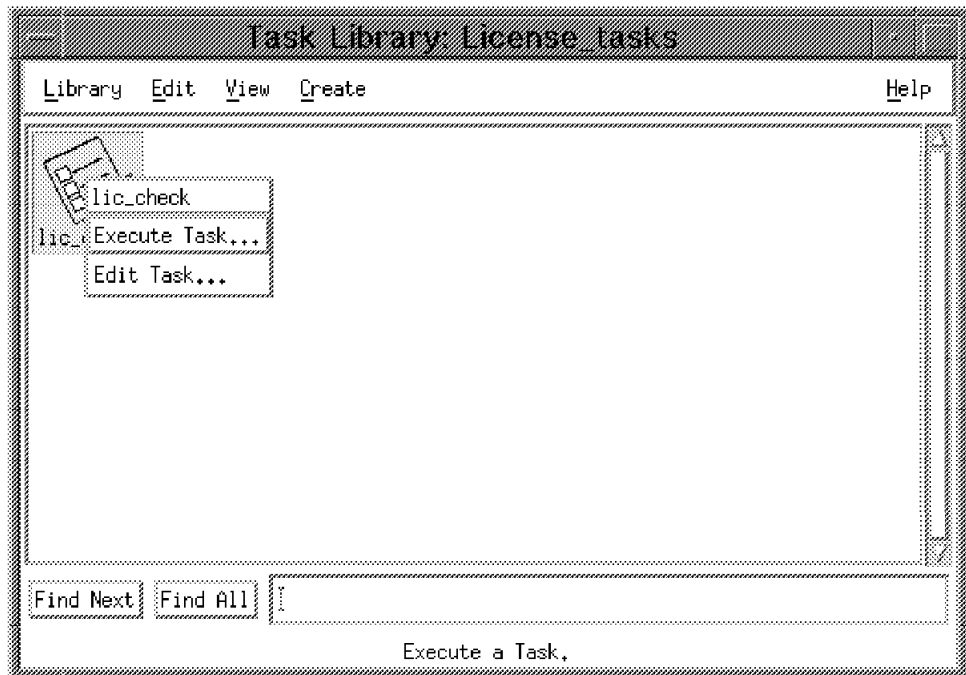 Task Library: License_tasks
Library Edit View Create Help
lic_check
lic_
Execute Task...
Edit Task...
Find Next Find All
Execute a Task.